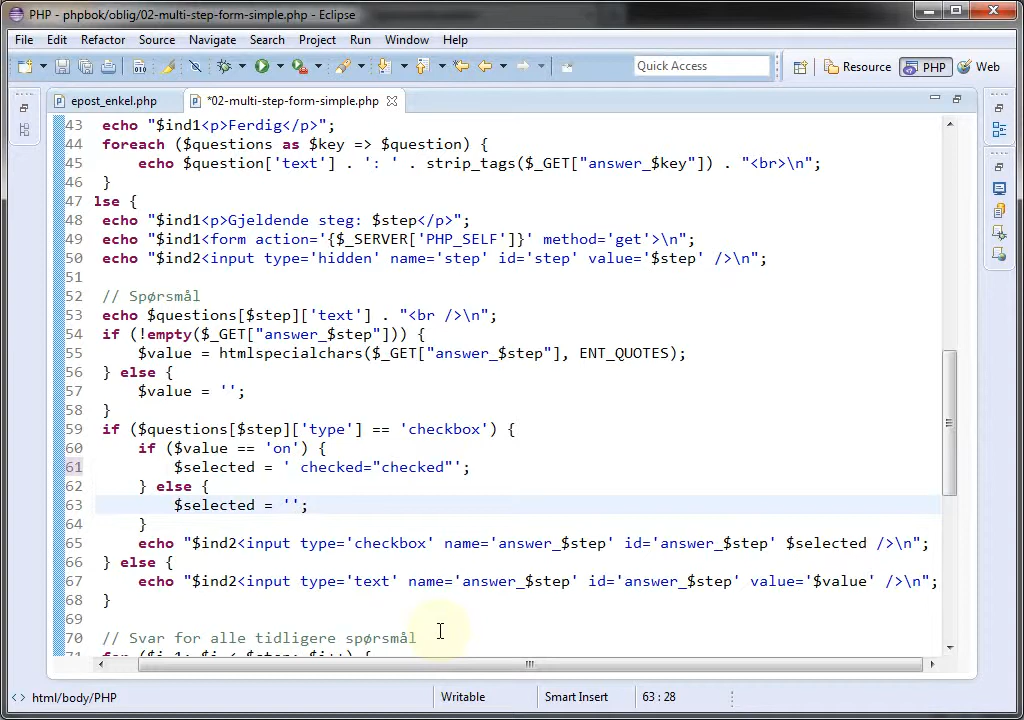 PHP - phpbok/oblig/02-multi-step-form-simple.php - Eclipse
File Edit Refactor Source Navigate Search Project Run Window Help
Quick Access
Resource PHP Web
epost_enkel.php *02-multi-step-form-simple.php
43 echo "$ind1<p>Ferdig</p>";
44 foreach ($questions as $key => $question) {
45 echo $question['text'] . ': ' . strip_tags($_GET["answer_$key"]) . "<br>\n";
46 }
47 lse {
48 echo "$ind1<p>Gjeldende steg: $step</p>";
49 echo "$ind1<form action='{$_SERVER['PHP_SELF']}' method='get'>\n";
50 echo "$ind2<input type='hidden' name='step' id='step' value='$step' />\n";
51
52 // Spørsmål
53 echo $questions[$step]['text'] . "<br />\n";
54 if (!empty($_GET["answer_$step"])) {
55 $value = htmlspecialchars($_GET["answer_$step"], ENT_QUOTES);
56 } else {
57 $value = '';
58 }
59 if ($questions[$step]['type'] == 'checkbox') {
60 if ($value == 'on') {
61 $selected = ' checked="checked"';
62 } else {
63 $selected = '';
64 }
65 echo "$ind2<input type='checkbox' name='answer_$step' id='answer_$step' $selected />\n";
66 } else {
67 echo "$ind2<input type='text' name='answer_$step' id='answer_$step' value='$value' />\n";
68 }
69
70 // Svar for alle tidligere spørsmål
html/body/PHP Writable Smart Insert 63 : 28